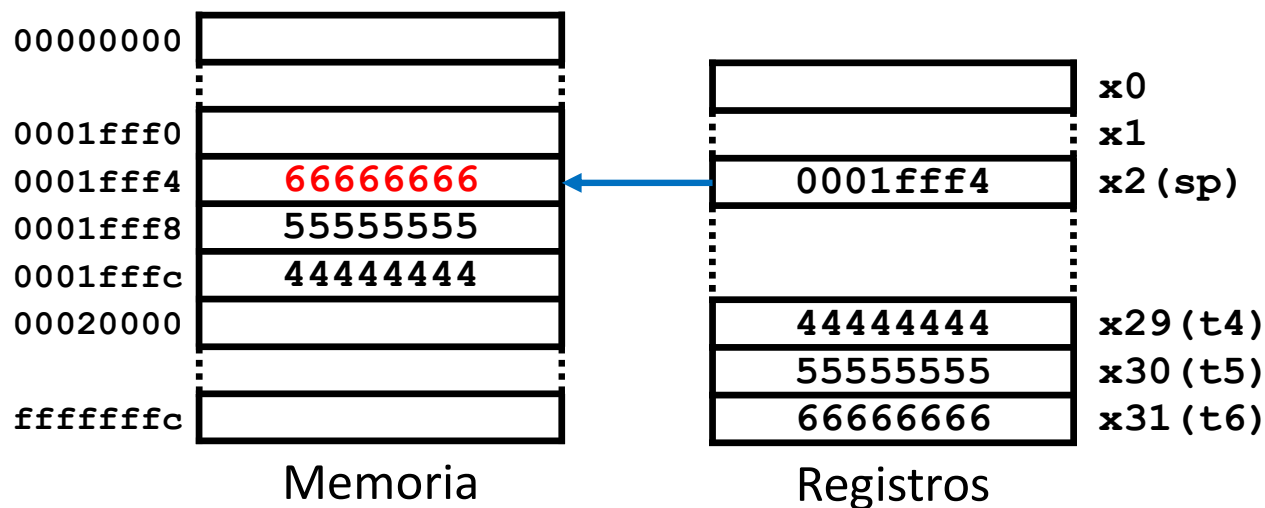 00000000
x0
0001fff0
x1
0001fff4 66666666 0001fff4 x2(sp)
0001fff8 55555555
0001fffc 44444444
00020000 44444444 x29(t4)
55555555 x30(t5)
fffffffc 66666666 x31(t6)
Memoria Registros